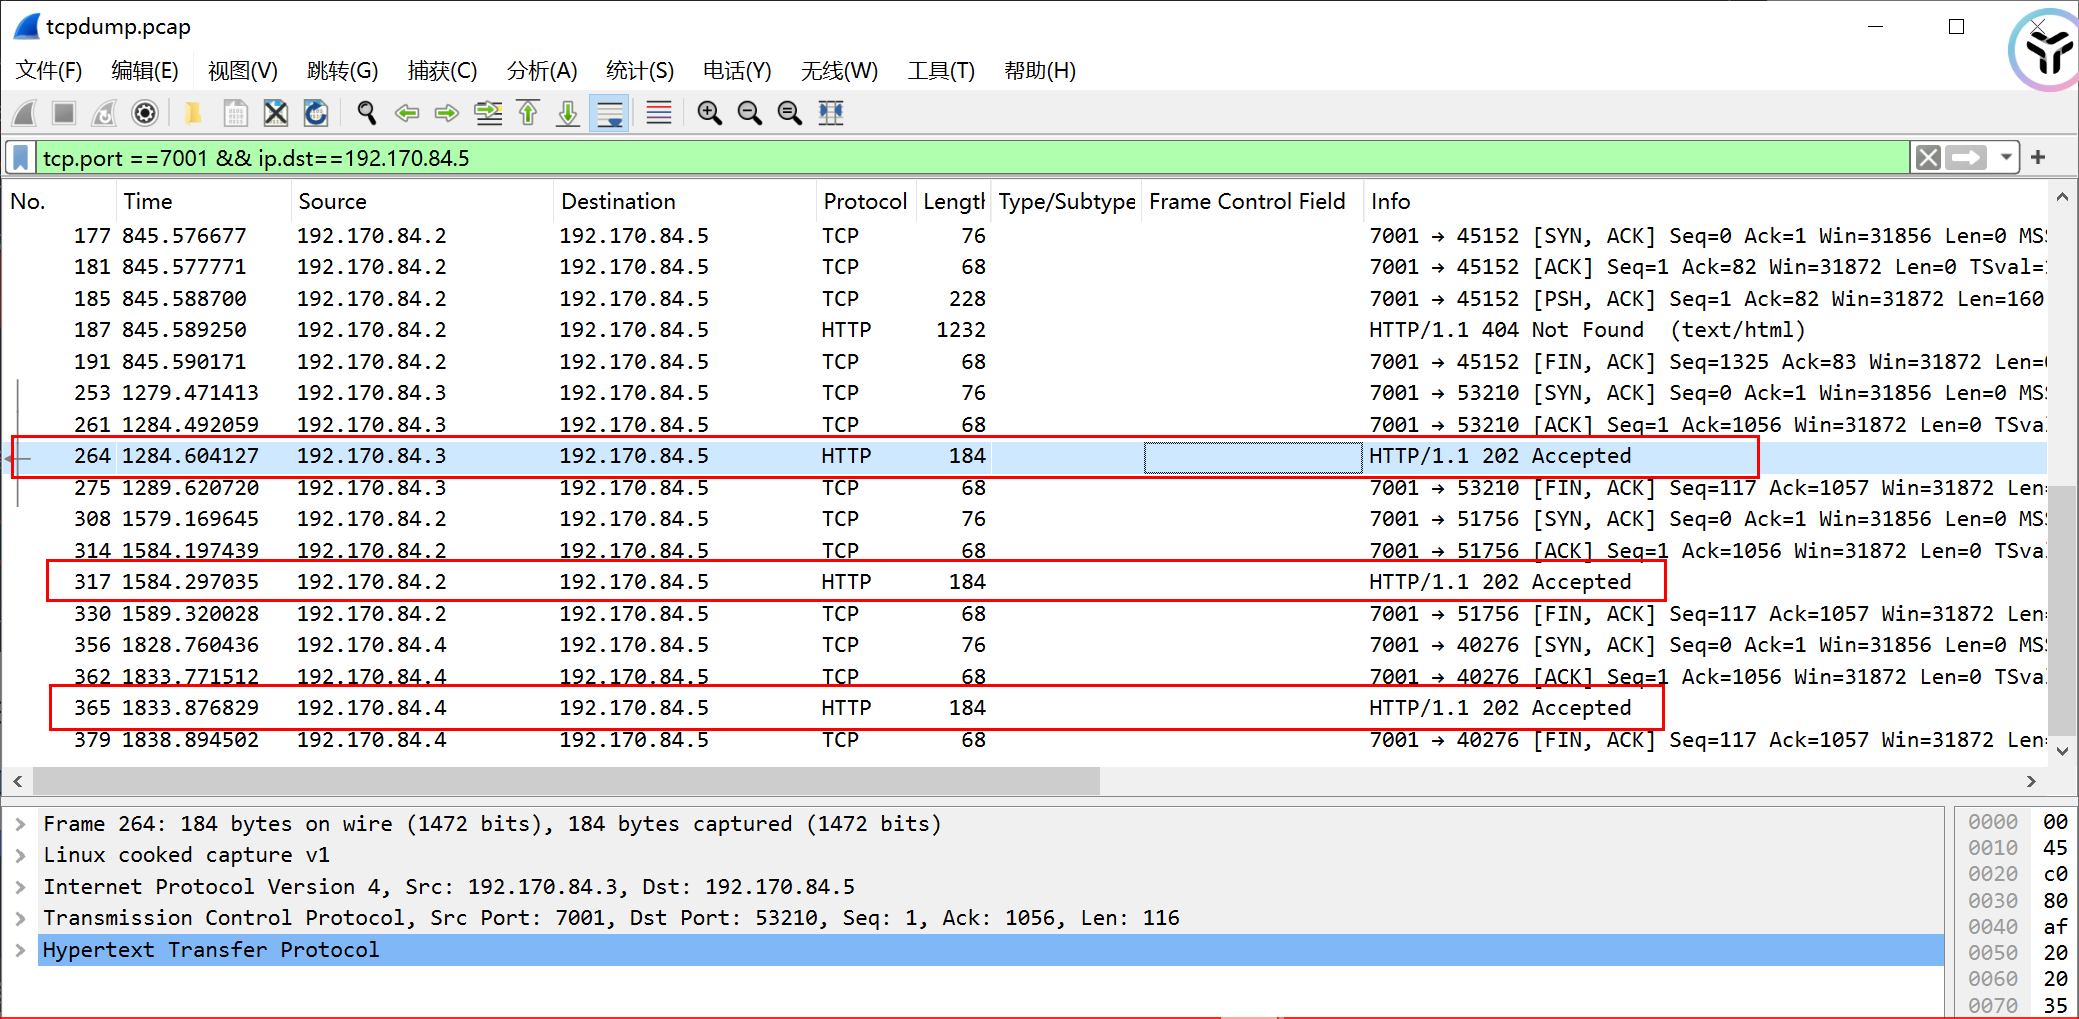 tcpdump.pcap
文件(F) 编辑(E) 视图(V) 跳转(G) 捕获(C) 分析(A) 统计(S) 电话(Y) 无线(W) 工具(T) 帮助(H)
tcp.port ==7001 && ip.dst==192.170.84.5
No. Time Source Destination Protocol Length Type/Subtype Frame Control Field Info
177 845.576677 192.170.84.2 192.170.84.5 TCP 76 7001 → 45152 [SYN, ACK] Seq=0 Ack=1 Win=31856 Len=0 MSS
181 845.577771 192.170.84.2 192.170.84.5 TCP 68 7001 → 45152 [ACK] Seq=1 Ack=82 Win=31872 Len=0 TSval=
185 845.588700 192.170.84.2 192.170.84.5 TCP 228 7001 → 45152 [PSH, ACK] Seq=1 Ack=82 Win=31872 Len=160
187 845.589250 192.170.84.2 192.170.84.5 HTTP 1232 HTTP/1.1 404 Not Found (text/html)
191 845.590171 192.170.84.2 192.170.84.5 TCP 68 7001 → 45152 [FIN, ACK] Seq=1325 Ack=83 Win=31872 Len=
253 1279.471413 192.170.84.3 192.170.84.5 TCP 76 7001 → 53210 [SYN, ACK] Seq=0 Ack=1 Win=31856 Len=0 MSS
261 1284.492059 192.170.84.3 192.170.84.5 TCP 68 7001 → 53210 [ACK] Seq=1 Ack=1056 Win=31872 Len=0 TSval
264 1284.604127 192.170.84.3 192.170.84.5 HTTP 184 HTTP/1.1 202 Accepted
275 1289.620720 192.170.84.3 192.170.84.5 TCP 68 7001 → 53210 [FIN, ACK] Seq=117 Ack=1057 Win=31872 Len=
308 1579.169645 192.170.84.2 192.170.84.5 TCP 76 7001 → 51756 [SYN, ACK] Seq=0 Ack=1 Win=31856 Len=0 MSS
314 1584.197439 192.170.84.2 192.170.84.5 TCP 68 7001 → 51756 [ACK] Seq=1 Ack=1056 Win=31872 Len=0 TSval
317 1584.297035 192.170.84.2 192.170.84.5 HTTP 184 HTTP/1.1 202 Accepted
330 1589.320028 192.170.84.2 192.170.84.5 TCP 68 7001 → 51756 [FIN, ACK] Seq=117 Ack=1057 Win=31872 Len=
356 1828.760436 192.170.84.4 192.170.84.5 TCP 76 7001 → 40276 [SYN, ACK] Seq=0 Ack=1 Win=31856 Len=0 MSS
362 1833.771512 192.170.84.4 192.170.84.5 TCP 68 7001 → 40276 [ACK] Seq=1 Ack=1056 Win=31872 Len=0 TSval
365 1833.876829 192.170.84.4 192.170.84.5 HTTP 184 HTTP/1.1 202 Accepted
379 1838.894502 192.170.84.4 192.170.84.5 TCP 68 7001 → 40276 [FIN, ACK] Seq=117 Ack=1057 Win=31872 Len=
Frame 264: 184 bytes on wire (1472 bits), 184 bytes captured (1472 bits)
Linux cooked capture v1
Internet Protocol Version 4, Src: 192.170.84.3, Dst: 192.170.84.5
Transmission Control Protocol, Src Port: 7001, Dst Port: 53210, Seq: 1, Ack: 1056, Len: 116
Hypertext Transfer Protocol
0000 00
0010 45
0020 c0
0030 80
0040 af
0050 20
0060 20
0070 35